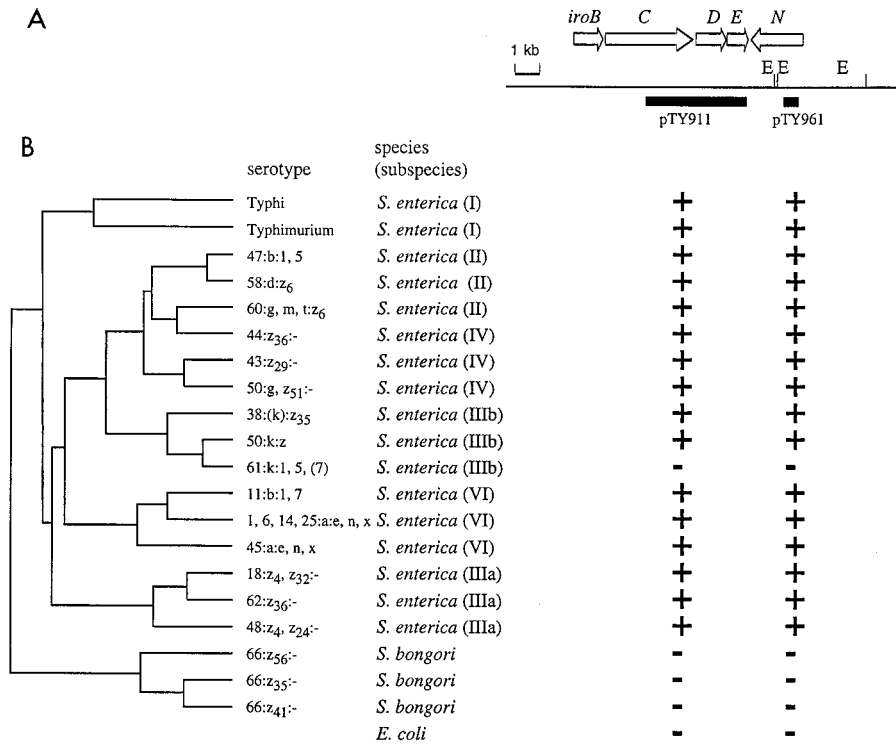 A
iroB C D E N
1 kb
E E E
pTY911 pTY961
B
serotype species (subspecies)
Typhi S. enterica (I) + +
Typhimurium S. enterica (I) + +
47:b:1, 5 S. enterica (II) + +
58:d:z6 S. enterica (II) + +
60:g, m, t:z6 S. enterica (II) + +
44:z36:- S. enterica (IV) + +
43:z29:- S. enterica (IV) + +
50:g, z51:- S. enterica (IV) + +
38:(k):z35 S. enterica (IIIb) + +
50:k:z S. enterica (IIIb) + +
61:k:1, 5, (7) S. enterica (IIIb) - -
11:b:1, 7 S. enterica (VI) + +
1, 6, 14, 25:a:e, n, x S. enterica (VI) + +
45:a:e, n, x S. enterica (VI) + +
18:z4, z32:- S. enterica (IIIa) + +
62:z36:- S. enterica (IIIa) + +
48:z4, z24:- S. enterica (IIIa) + +
66:z56:- S. bongori - -
66:z35:- S. bongori - -
66:z41:- S. bongori - -
E. coli - -